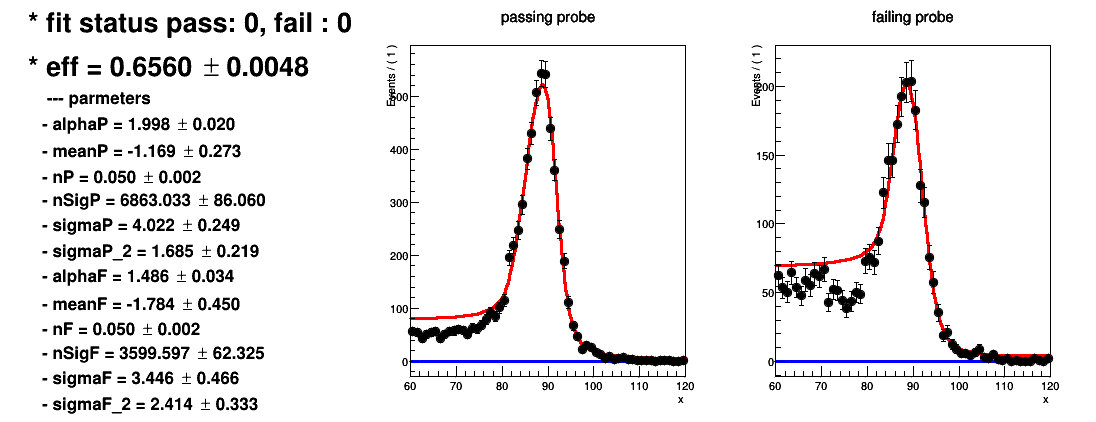 * fit status pass: 0, fail : 0
* eff = 0.6560 ± 0.0048
--- parmeters
- alphaP = 1.998 ± 0.020
- meanP = -1.169 ± 0.273
- nP = 0.050 ± 0.002
- nSigP = 6863.033 ± 86.060
- sigmaP = 4.022 ± 0.249
- sigmaP_2 = 1.685 ± 0.219
- alphaF = 1.486 ± 0.034
- meanF = -1.784 ± 0.450
- nF = 0.050 ± 0.002
- nSigF = 3599.597 ± 62.325
- sigmaF = 3.446 ± 0.466
- sigmaF_2 = 2.414 ± 0.333
passing probe
Events / ( 1 )
500
400
300
200
100
0
60 70 80 90 100 110 120
x
failing probe
Events / ( 1 )
200
150
100
50
0
60 70 80 90 100 110 120
x